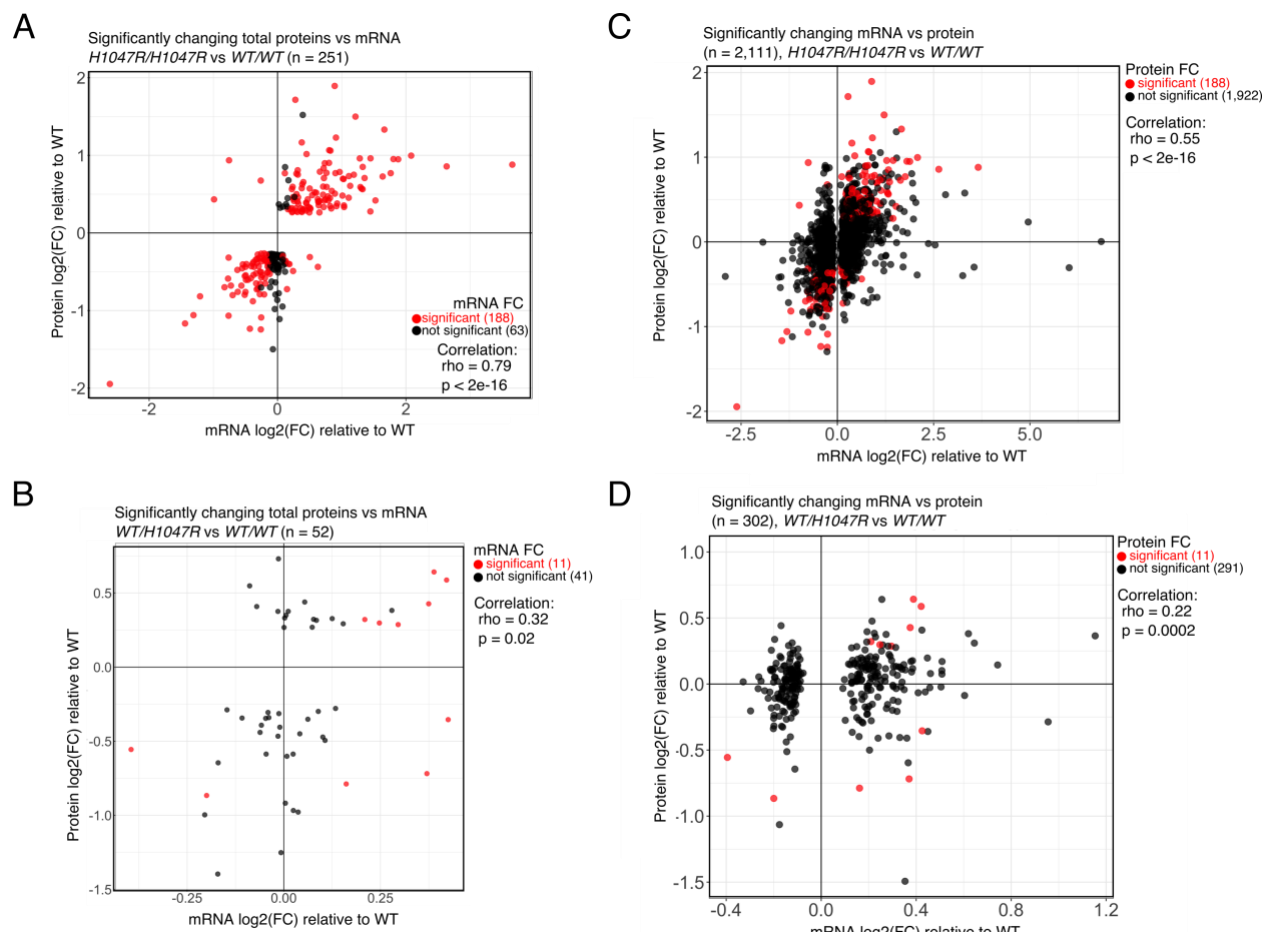 A
Significantly changing total proteins vs mRNA
H1047R/H1047R vs WT/WT (n = 251)
Protein log2(FC) relative to WT
2
1
0
-1
-2
mRNA FC
significant (188)
not significant (63)
Correlation:
rho = 0.79
p < 2e-16
-2
0
2
mRNA log2(FC) relative to WT
C
Significantly changing mRNA vs protein
(n = 2,111), H1047R/H1047R vs WT/WT
Protein log2(FC) relative to WT
2
1
0
-1
-2
-2.5
0.0
2.5
5.0
mRNA log2(FC) relative to WT
Protein FC
significant (188)
not significant (1,922)
Correlation:
rho = 0.55
p < 2e-16
B
Significantly changing total proteins vs mRNA
WT/H1047R vs WT/WT (n = 52)
Protein log2(FC) relative to WT
0.5
0.0
-0.5
-1.0
-1.5
-0.25
0.00
0.25
mRNA log2(FC) relative to WT
mRNA FC
significant (11)
not significant (41)
Correlation:
rho = 0.32
p = 0.02
D
Significantly changing mRNA vs protein
(n = 302), WT/H1047R vs WT/WT
Protein log2(FC) relative to WT
1.0
0.5
0.0
-0.5
-1.0
-1.5
-0.4
0.0
0.4
0.8
1.2
mRNA log2(FC) relative to WT
Protein FC
significant (11)
not significant (291)
Correlation:
rho = 0.22
p = 0.0002